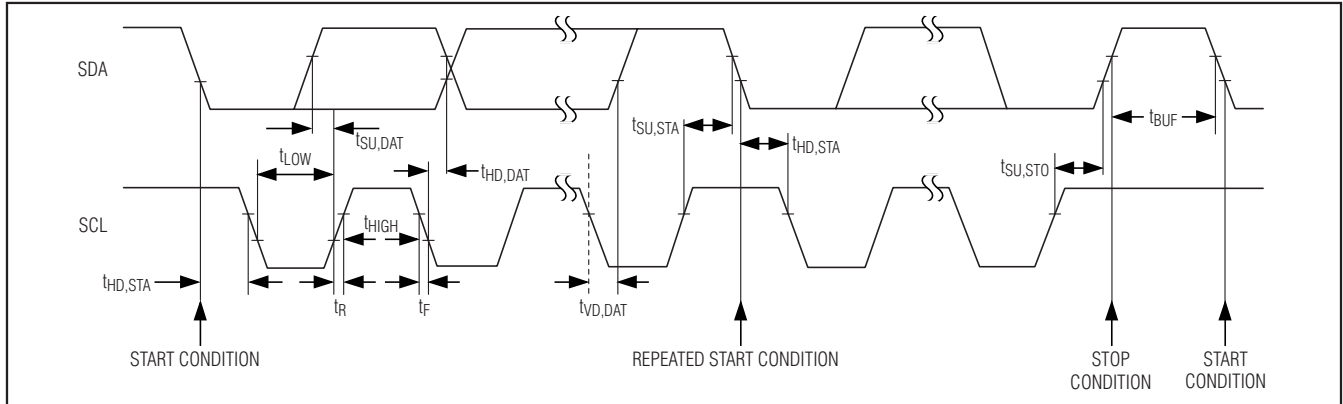 SDA
tSU,STA
tBUF
tSU,DAT
tLOW
tHD,STA
tHD,DAT
tSU,STO
SCL
tHIGH
tHD,STA
tR
tF
tVD,DAT
START CONDITION
REPEATED START CONDITION
STOP
CONDITION
START
CONDITION